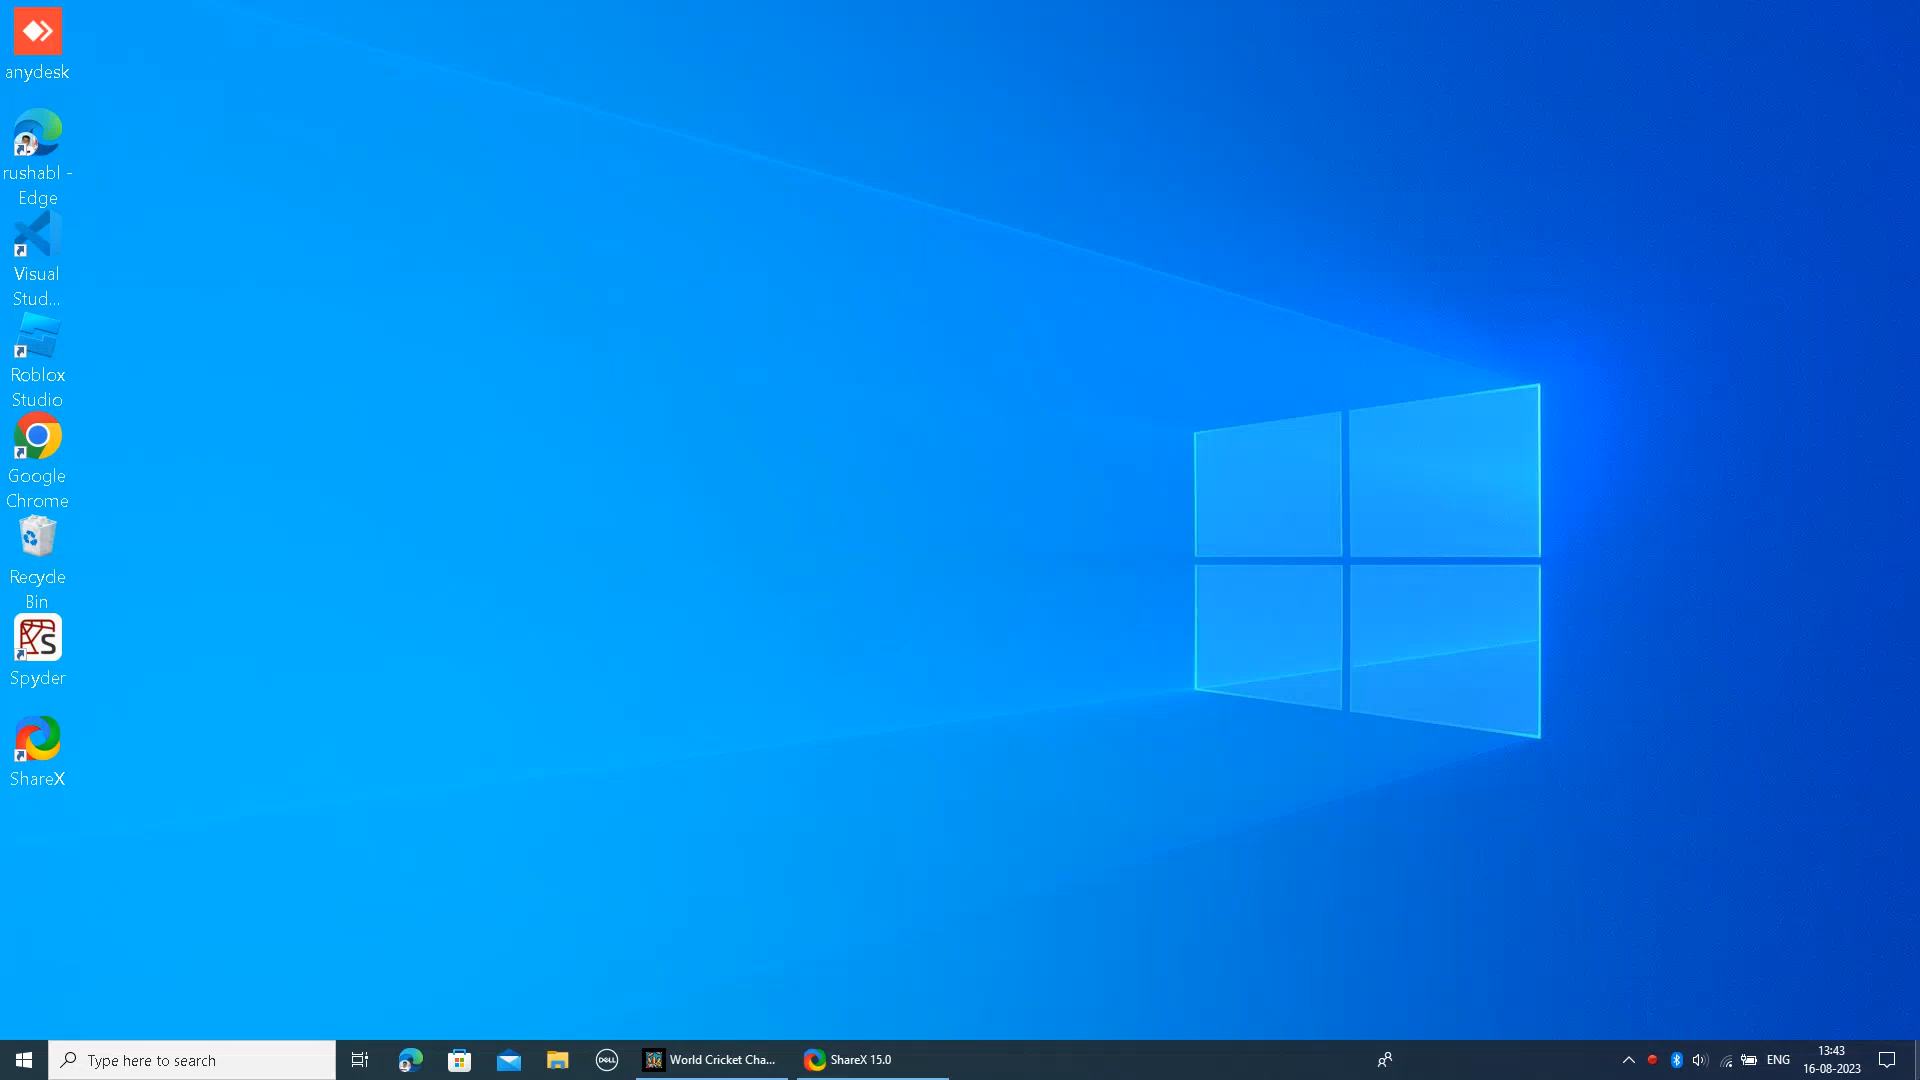 anydesk
rushabl -
Edge
Visual
Stud...
Roblox
Studio
Google
Chrome
Recycle
Bin
Spyder
ShareX
Type here to search
DELL
World Cricket Cha...
ShareX 15.0
ENG
13:43
16-08-2023